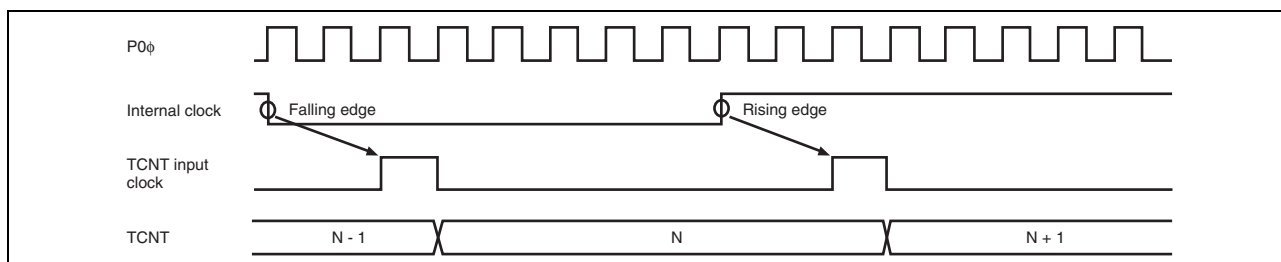 P0ϕ
Internal clock
Falling edge
Rising edge
TCNT input
clock
TCNT
N - 1
N
N + 1